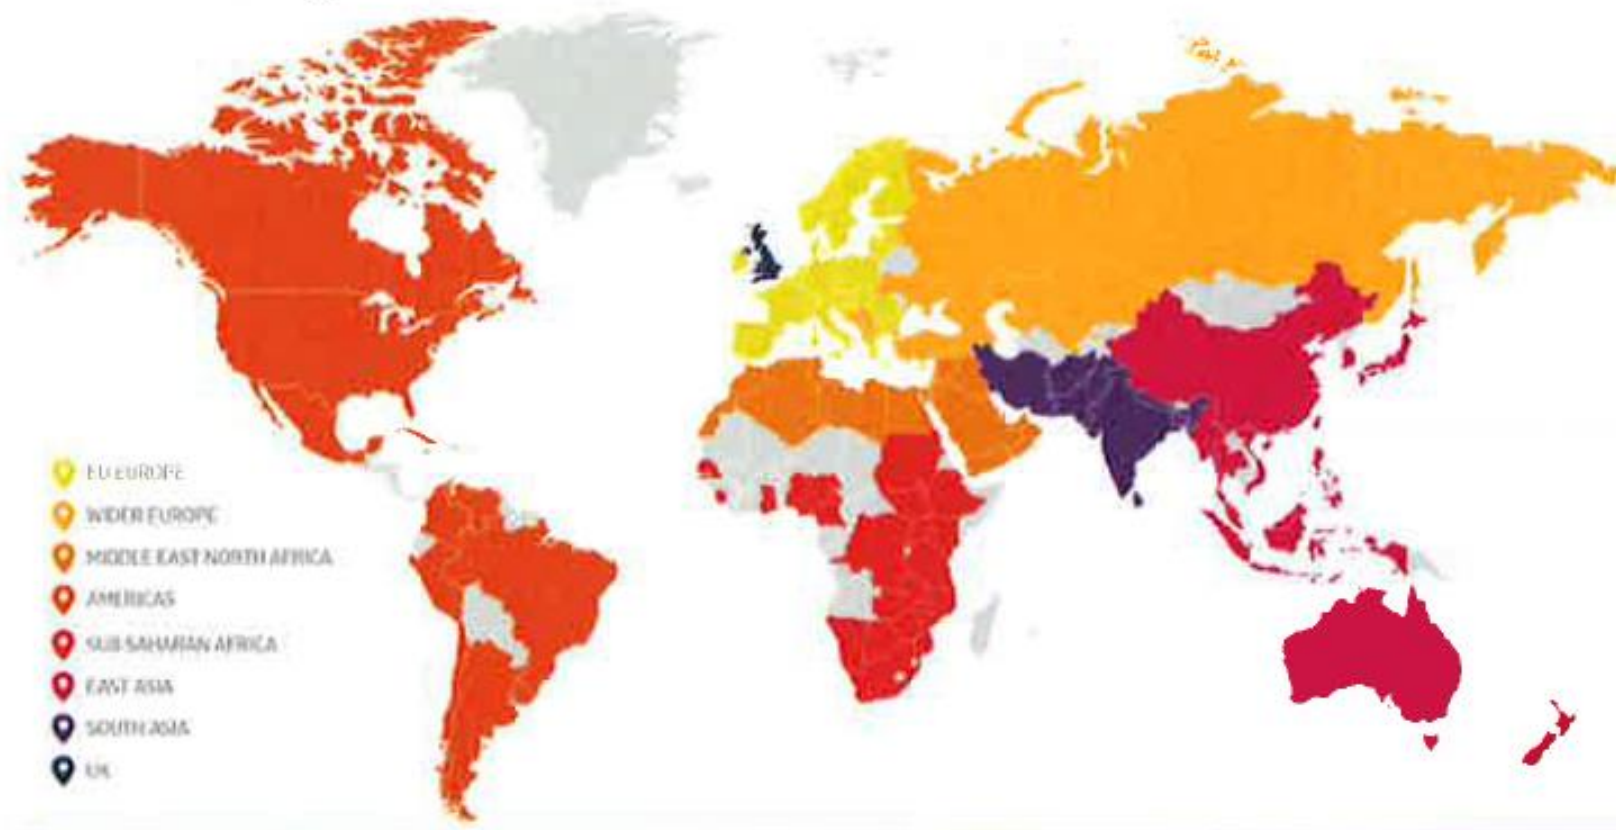 EU EUROPE
WIDER EUROPE
MIDDLE EAST NORTH AFRICA
AMERICAS
SUB SAHARAN AFRICA
EAST ASIA
SOUTH ASIA
UK